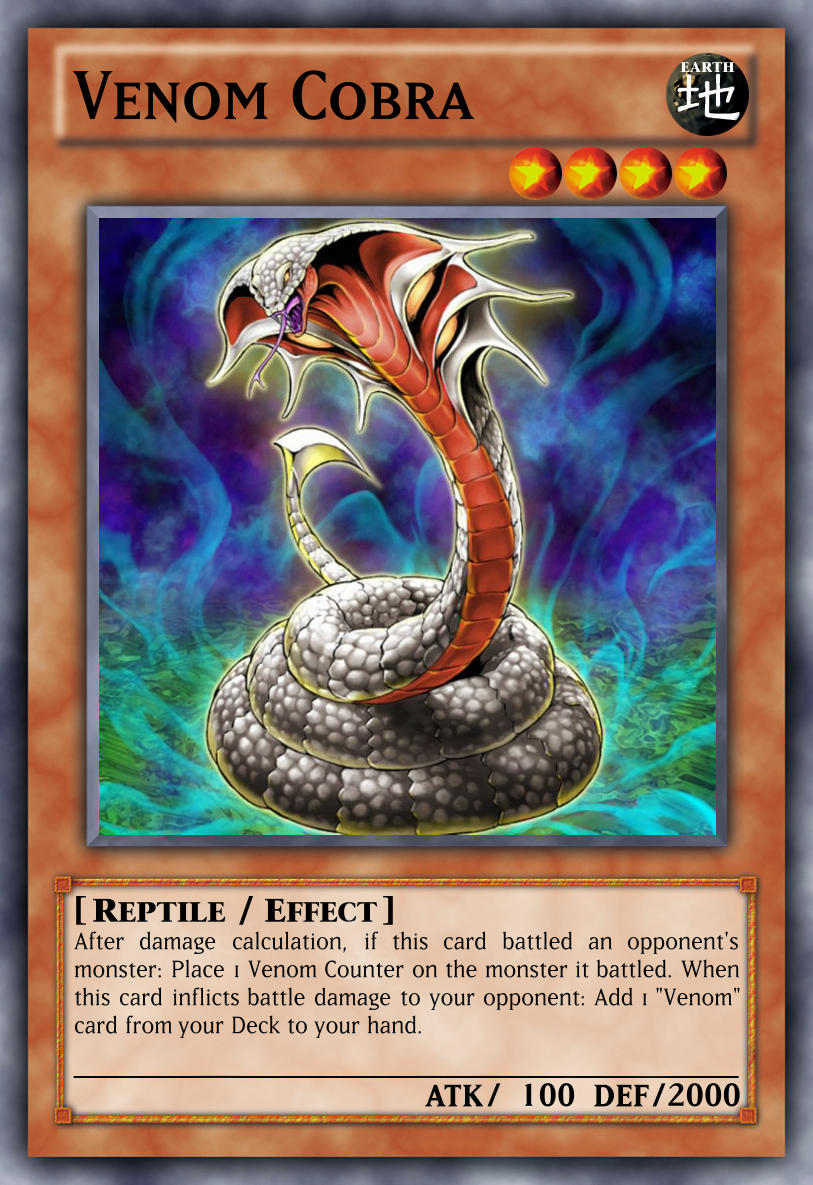 Venom Cobra
EARTH
地
[ Reptile / Effect ]
After damage calculation, if this card battled an opponent's
monster: Place 1 Venom Counter on the monster it battled. When
this card inflicts battle damage to your opponent: Add 1 "Venom"
card from your Deck to your hand.
ATK/ 100 DEF/2000